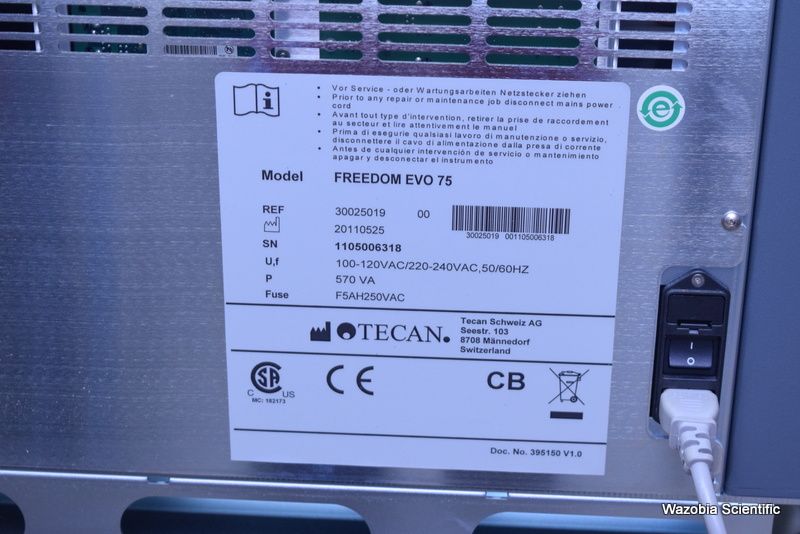 • Vor Service - oder Wartungsarbeiten Netzstecker ziehen
• Prior to any repair or maintenance job disconnect mains power
cord
• Avant tout type d'intervention, retirer la prise de raccordement
au secteur et lire attentivement le manuel
• Prima di esegurie qualsiasi lavoro di manutenzione o servizio,
disconnettere il cavo di alimentazione dalla presa di corrente
• Antes de cualquier intervención de servicio o mantenimiento
apagar y desconectar el instrumento
Model FREEDOM EVO 75
REF 30025019 00
20110525
30025019 001105006318
SN 1105006318
U,f 100-120VAC/220-240VAC,50/60HZ
P 570 VA
Fuse F5AH250VAC
TECAN.
Tecan Schweiz AG
Seestr. 103
8708 Männedorf
Switzerland
C SA US
MC: 182173
CE
CB
Doc. No. 395150 V1.0
e
I
O
Wazobia Scientific